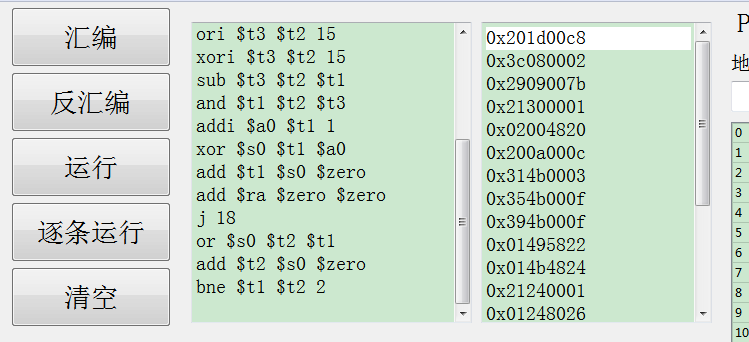 汇编
反汇编
运行
逐条运行
清空
ori $t3 $t2 15
xori $t3 $t2 15
sub $t3 $t2 $t1
and $t1 $t2 $t3
addi $a0 $t1 1
xor $s0 $t1 $a0
add $t1 $s0 $zero
add $ra $zero $zero
j 18
or $s0 $t2 $t1
add $t2 $s0 $zero
bne $t1 $t2 2
0x201d00c8
0x3c080002
0x2909007b
0x21300001
0x02004820
0x200a000c
0x314b0003
0x354b000f
0x394b000f
0x01495822
0x014b4824
0x21240001
0x01248026
P
地
0
1
2
3
4
5
6
7
8
9
10